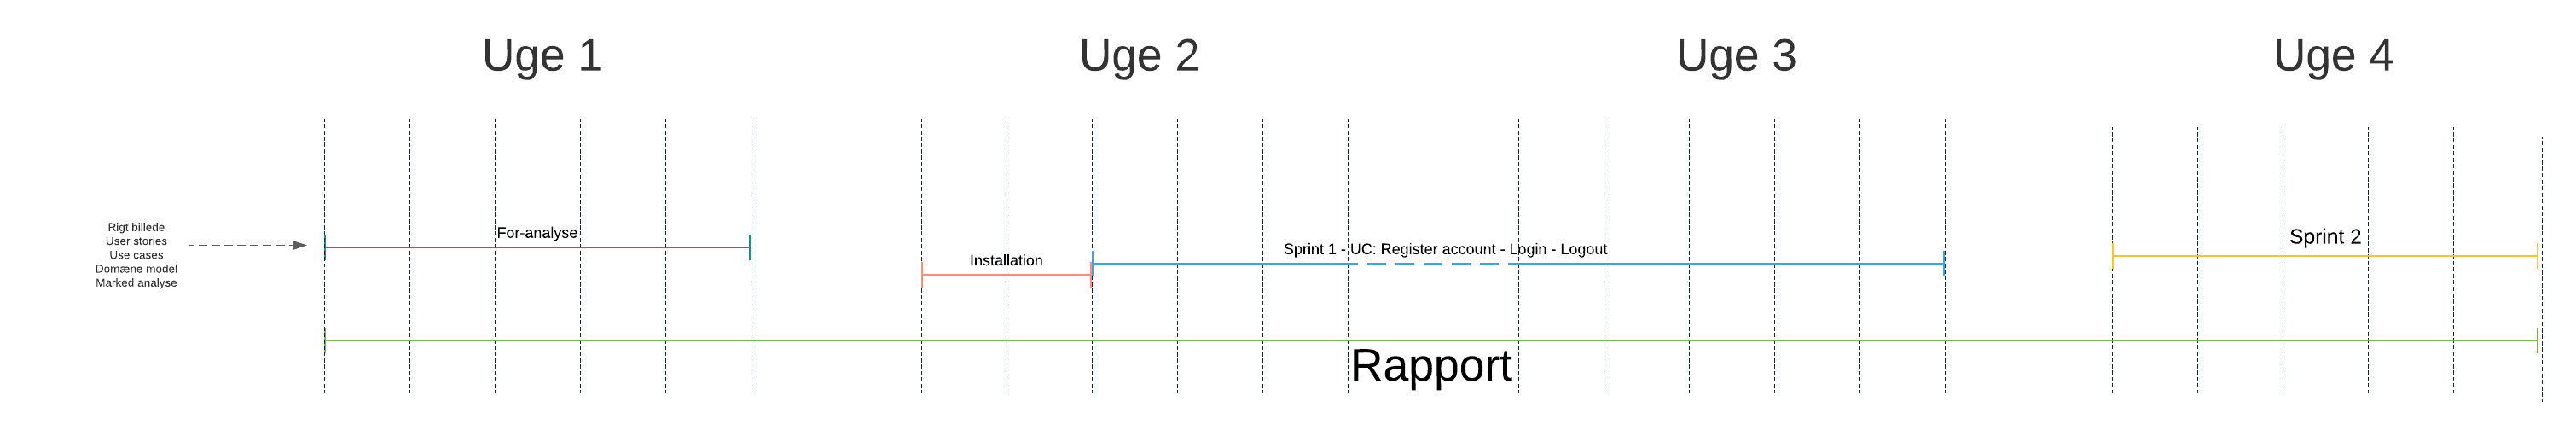 Uge 1
Uge 2
Uge 3
Uge 4
Rigt billede
User stories
Use cases
Domæne model
Marked analyse
For-analyse
Installation
Sprint 1 - UC: Register account - Login - Logout
Sprint 2
Rapport